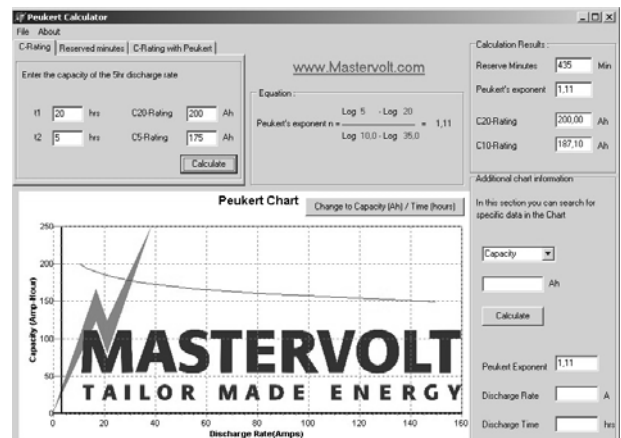 Peukert Calculator
File About
C-Rating Reserved minutes C-Rating with Peukert
Enter the capacity of the 5hr discharge rate
t1 20 hrs C20-Rating 200 Ah
t2 5 hrs C5-Rating 175 Ah
Calculate
www.Mastervolt.com
Equation :
Log 5 - Log 20
Peukert's exponent n = = 1,11
Log 10,0 - Log 35,0
Calculation Results :
Reserve Minutes 435 Min
Peukert's exponent 1,11
C20-Rating 200,00 Ah
C10-Rating 187,10 Ah
Additional chart information
In this section you can search for
specific data in the Chart
Capacity
Ah
Calculate
Peukert Exponent 1,11
Discharge Rate A
Discharge Time hrs
Peukert Chart
Change to Capacity (Ah) / Time (hours)
Capacity (Amp-Hour)
250
200
150
100
50
0
MASTERVOLT
TAILOR MADE ENERGY
0 20 40 60 80 100 120 140 160
Discharge Rate(Amps)